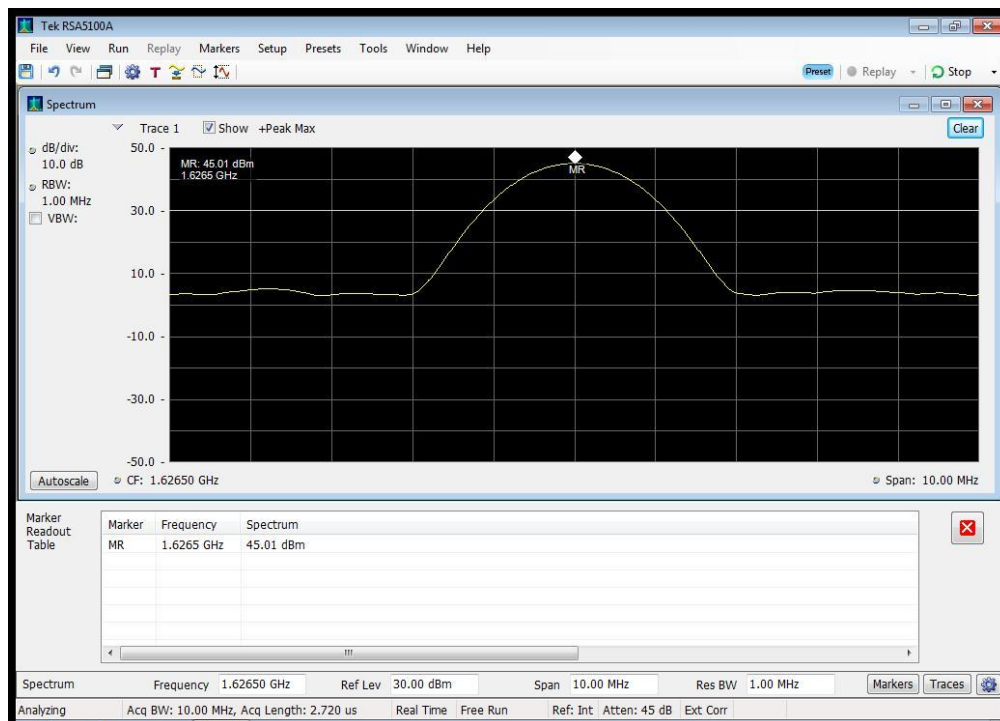 Tek RSA5100A
File View Run Replay Markers Setup Presets Tools Window Help
T Preset Replay Stop
Spectrum
Trace 1 Show +Peak Max Clear
dB/div:
10.0 dB
RBW:
1.00 MHz
VBW:
50.0
30.0
10.0
-10.0
-30.0
-50.0
MR: 45.01 dBm
1.6265 GHz
MR
Autoscale CF: 1.62650 GHz Span: 10.00 MHz
Marker
Readout
Table
Marker Frequency Spectrum
MR 1.6265 GHz 45.01 dBm
Spectrum Frequency 1.62650 GHz Ref Lev 30.00 dBm Span 10.00 MHz Res BW 1.00 MHz Markers Traces
Analyzing Acq BW: 10.00 MHz, Acq Length: 2.720 us Real Time Free Run Ref: Int Atten: 45 dB Ext Corr